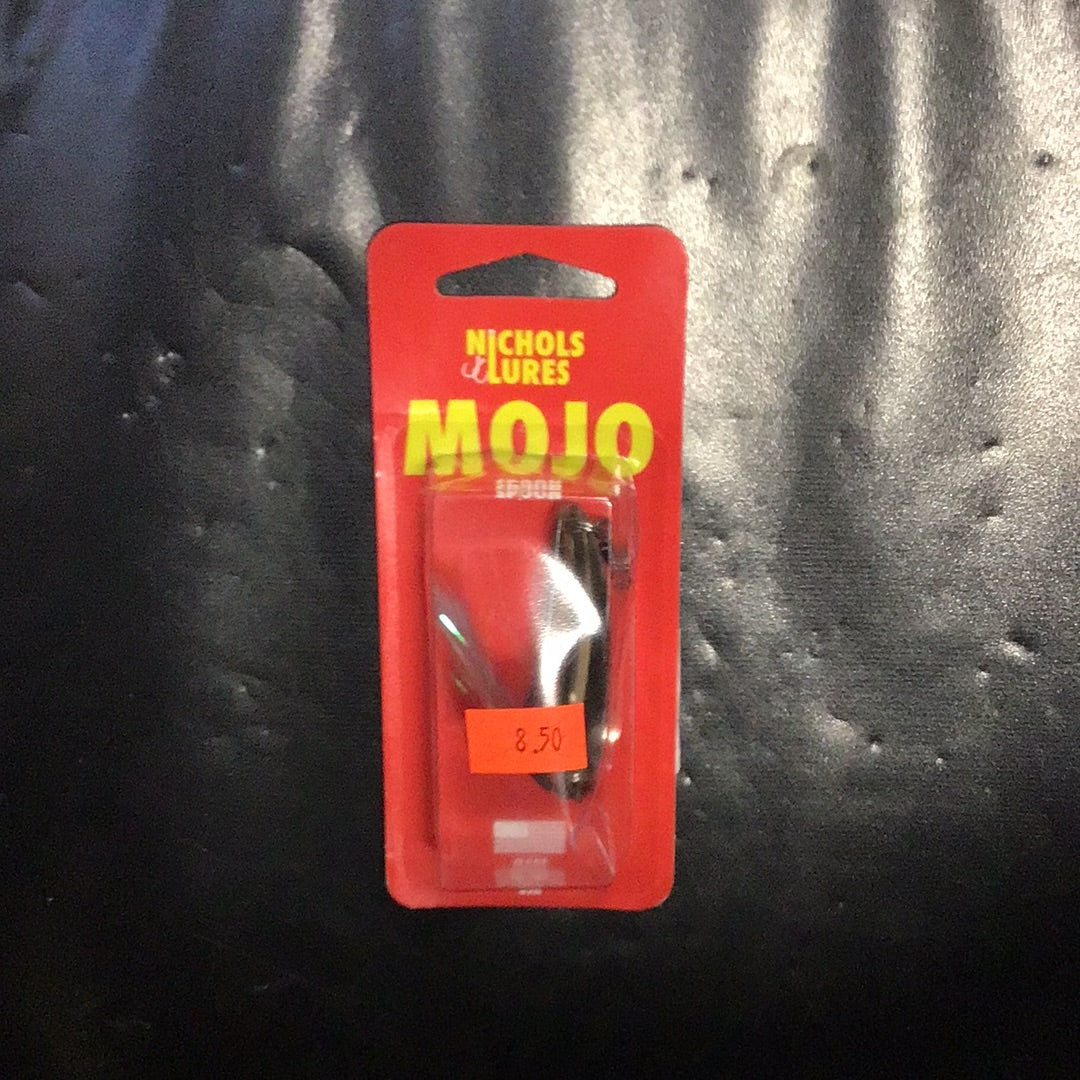 NICHOLS
LURES
MOJO
SPOON
8.50